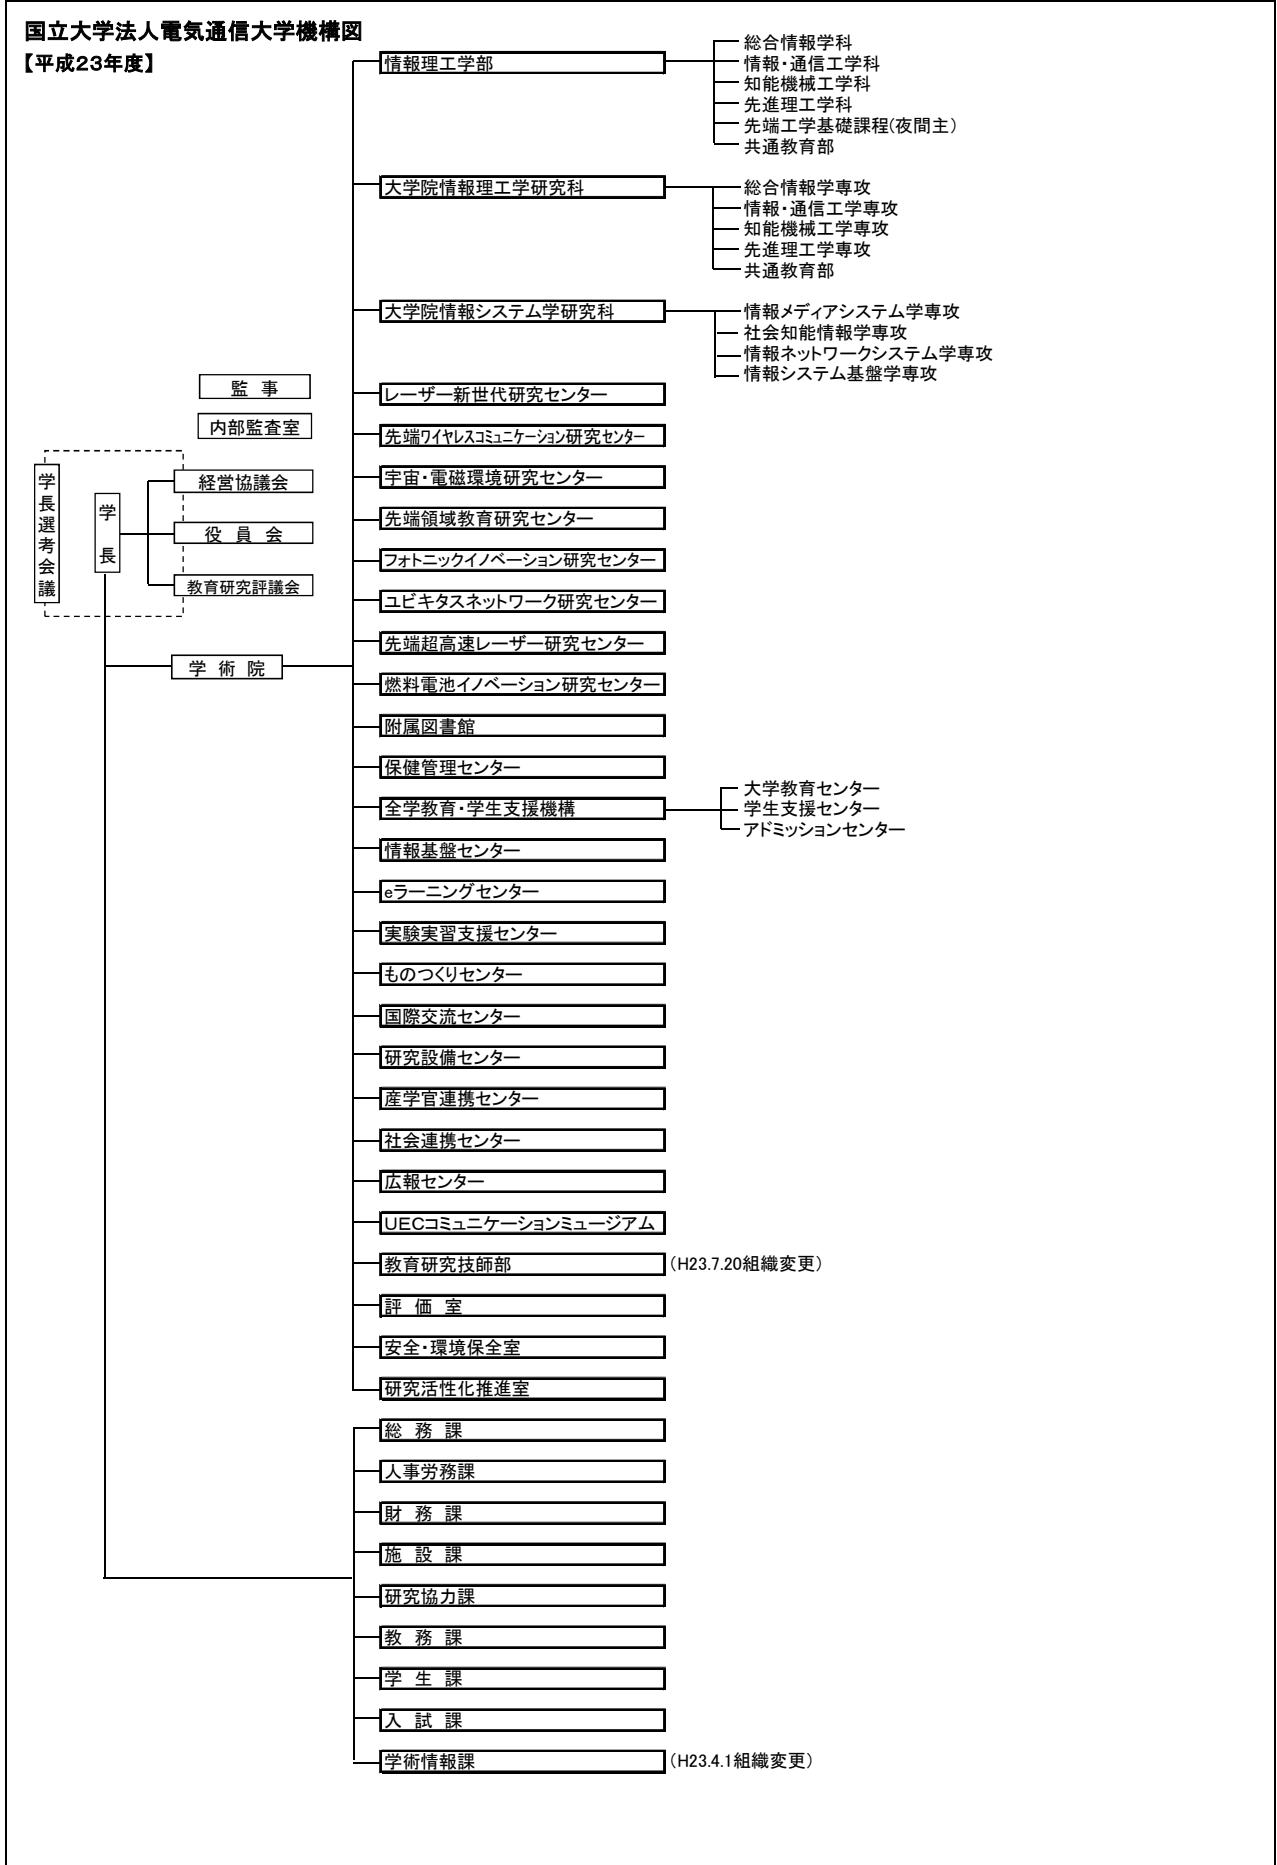 国立大学法人電気通信大学機構図
【平成23年度】
情報理工学部
総合情報学科
情報・通信工学科
知能機械工学科
先進理工学科
先端工学基礎課程(夜間主)
共通教育部
大学院情報理工学研究科
総合情報学専攻
情報・通信工学専攻
知能機械工学専攻
先進理工学専攻
共通教育部
大学院情報システム学研究科
情報メディアシステム学専攻
社会知能情報学専攻
情報ネットワークシステム学専攻
情報システム基盤学専攻
監 事
内部監査室
学長選考会議
学 長
経営協議会
役 員 会
教育研究評議会
学 術 院
レーザー新世代研究センター
先端ワイヤレスコミュニケーション研究センター
宇宙・電磁環境研究センター
先端領域教育研究センター
フォトニックイノベーション研究センター
ユビキタスネットワーク研究センター
先端超高速レーザー研究センター
燃料電池イノベーション研究センター
附属図書館
保健管理センター
全学教育・学生支援機構
大学教育センター
学生支援センター
アドミッションセンター
情報基盤センター
eラーニングセンター
実験実習支援センター
ものつくりセンター
国際交流センター
研究設備センター
産学官連携センター
社会連携センター
広報センター
UECコミュニケーションミュージアム
教育研究技師部 (H23.7.20組織変更)
評 価 室
安全・環境保全室
研究活性化推進室
総 務 課
人事労務課
財 務 課
施 設 課
研究協力課
教 務 課
学 生 課
入 試 課
学術情報課 (H23.4.1組織変更)